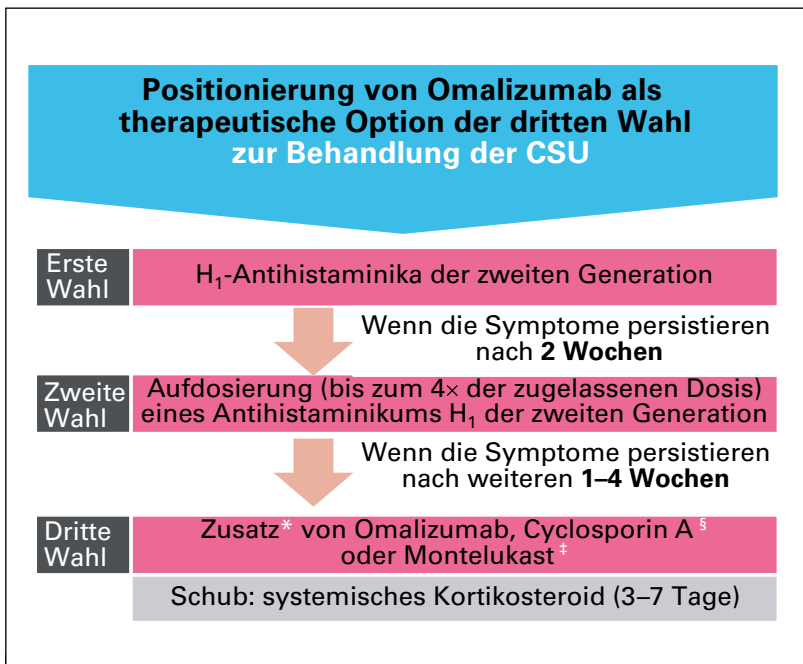 Positionierung von Omalizumab als
therapeutische Option der dritten Wahl
zur Behandlung der CSU
Erste
Wahl
H₁-Antihistaminika der zweiten Generation
Wenn die Symptome persistieren
nach 2 Wochen
Zweite
Wahl
Aufdosierung (bis zum 4× der zugelassenen Dosis)
eines Antihistaminikums H₁ der zweiten Generation
Wenn die Symptome persistieren
nach weiteren 1–4 Wochen
Dritte
Wahl
Zusatz* von Omalizumab, Cyclosporin A §
oder Montelukast ‡
Schub: systemisches Kortikosteroid (3–7 Tage)